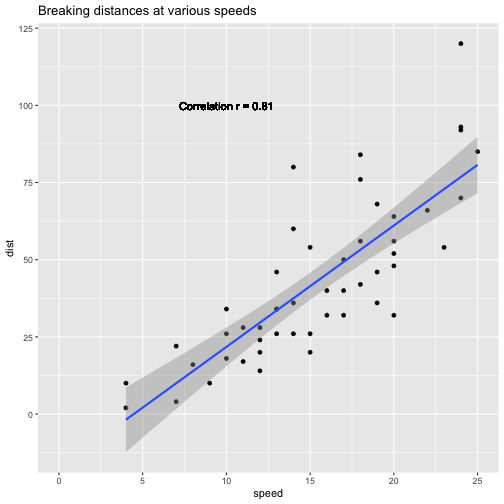 Breaking distances at various speeds
125
100
75
50
25
0
Correlation r = 0.81
dist
0 5 10 15 20 25
speed